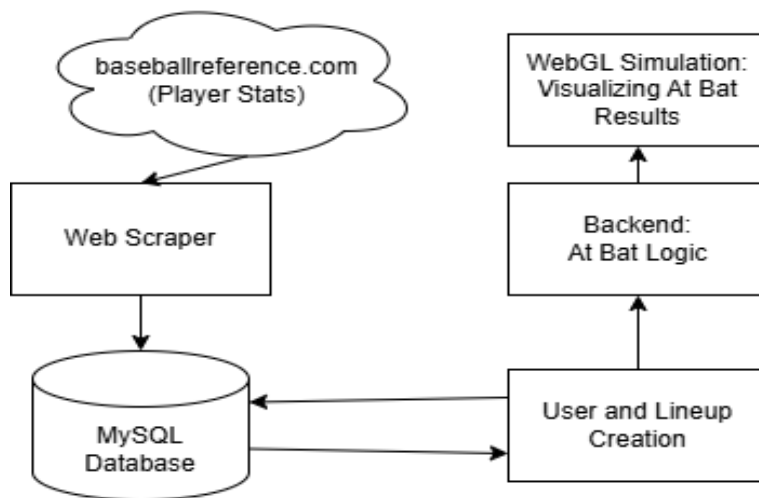 baseballreference.com
(Player Stats)
Web Scraper
MySQL
Database
WebGL Simulation:
Visualizing At Bat
Results
Backend:
At Bat Logic
User and Lineup
Creation